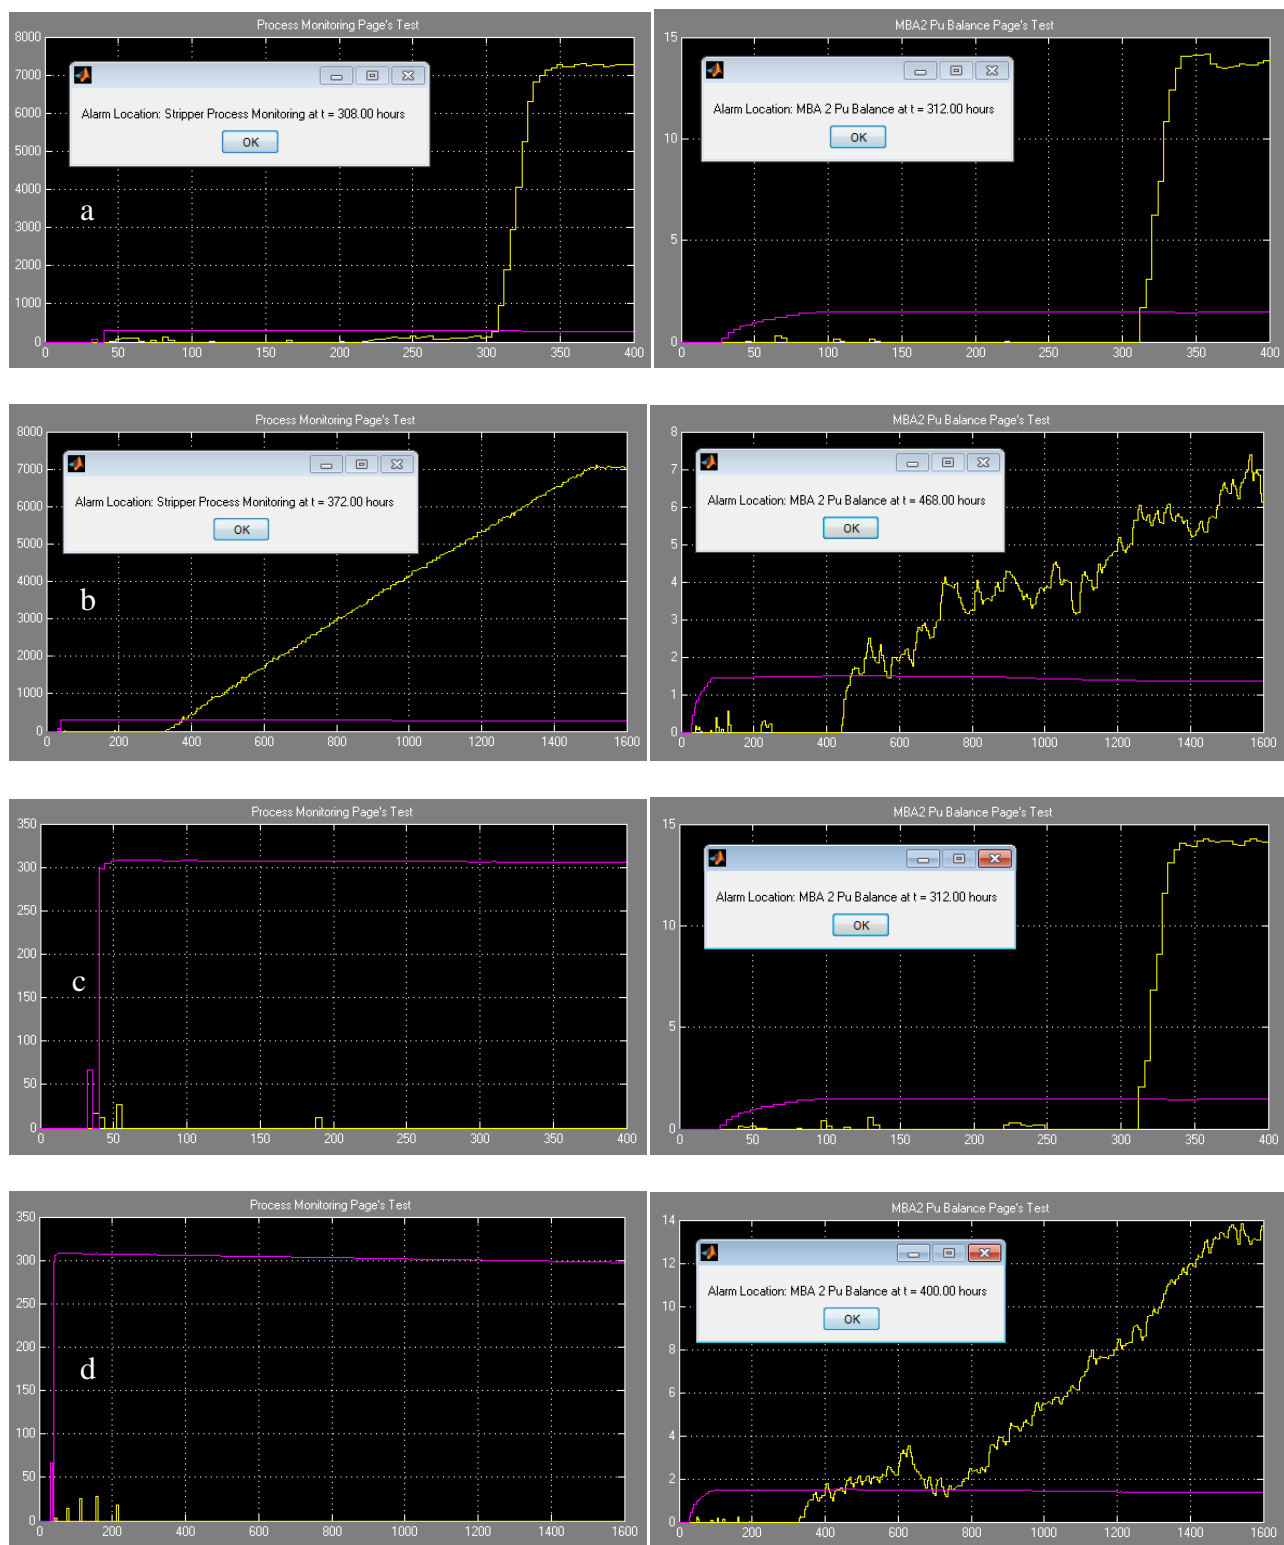 Process Monitoring Page's Test
8000
7000
6000
5000
4000
3000
2000
1000
0
0 50 100 150 200 250 300 350 400
Alarm Location: Stripper Process Monitoring at t = 308.00 hours
OK
a
MBA2 Pu Balance Page's Test
15
10
5
0
0 50 100 150 200 250 300 350 400
Alarm Location: MBA 2 Pu Balance at t = 312.00 hours
OK
Process Monitoring Page's Test
8000
7000
6000
5000
4000
3000
2000
1000
0
0 200 400 600 800 1000 1200 1400 1600
Alarm Location: Stripper Process Monitoring at t = 372.00 hours
OK
b
MBA2 Pu Balance Page's Test
8
7
6
5
4
3
2
1
0
0 200 400 600 800 1000 1200 1400 1600
Alarm Location: MBA 2 Pu Balance at t = 468.00 hours
OK
Process Monitoring Page's Test
350
300
250
200
150
100
50
0
0 50 100 150 200 250 300 350 400
c
MBA2 Pu Balance Page's Test
15
10
5
0
0 50 100 150 200 250 300 350 400
Alarm Location: MBA 2 Pu Balance at t = 312.00 hours
OK
Process Monitoring Page's Test
350
300
250
200
150
100
50
0
0 200 400 600 800 1000 1200 1400 1600
d
MBA2 Pu Balance Page's Test
14
12
10
8
6
4
2
0
0 200 400 600 800 1000 1200 1400 1600
Alarm Location: MBA 2 Pu Balance at t = 400.00 hours
OK